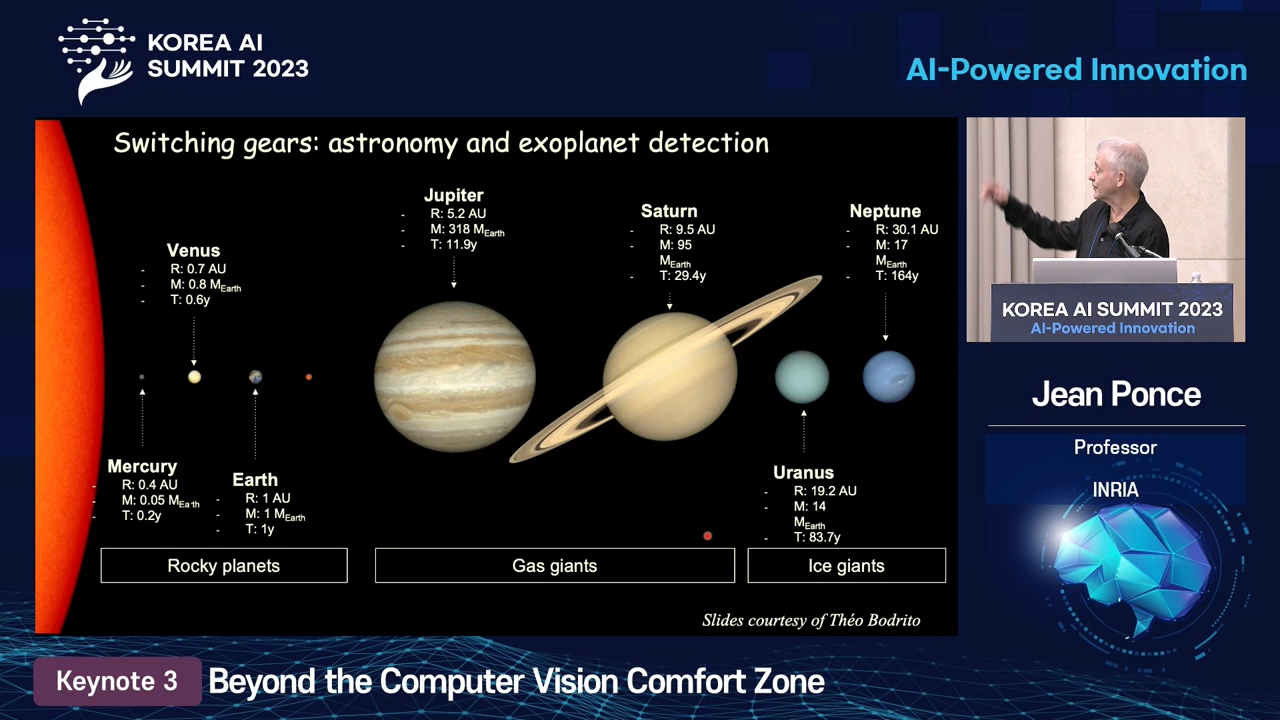 KOREA AI
SUMMIT 2023
AI-Powered Innovation
Switching gears: astronomy and exoplanet detection
Jupiter
- R: 5.2 AU
- M: 318 MEarth
- T: 11.9y
Saturn
- R: 9.5 AU
- M: 95
MEarth
- T: 29.4y
Neptune
- R: 30.1 AU
- M: 17
MEarth
- T: 164y
Venus
- R: 0.7 AU
- M: 0.8 MEarth
- T: 0.6y
Mercury
- R: 0.4 AU
- M: 0.05 MEarth
- T: 0.2y
Earth
- R: 1 AU
- M: 1 MEarth
- T: 1y
Uranus
- R: 19.2 AU
- M: 14
MEarth
- T: 83.7y
Rocky planets
Gas giants
Ice giants
Slides courtesy of Théo Bodrito
KOREA AI SUMMIT 2023
AI-Powered Innovation
Jean Ponce
Professor
INRIA
Keynote 3
Beyond the Computer Vision Comfort Zone